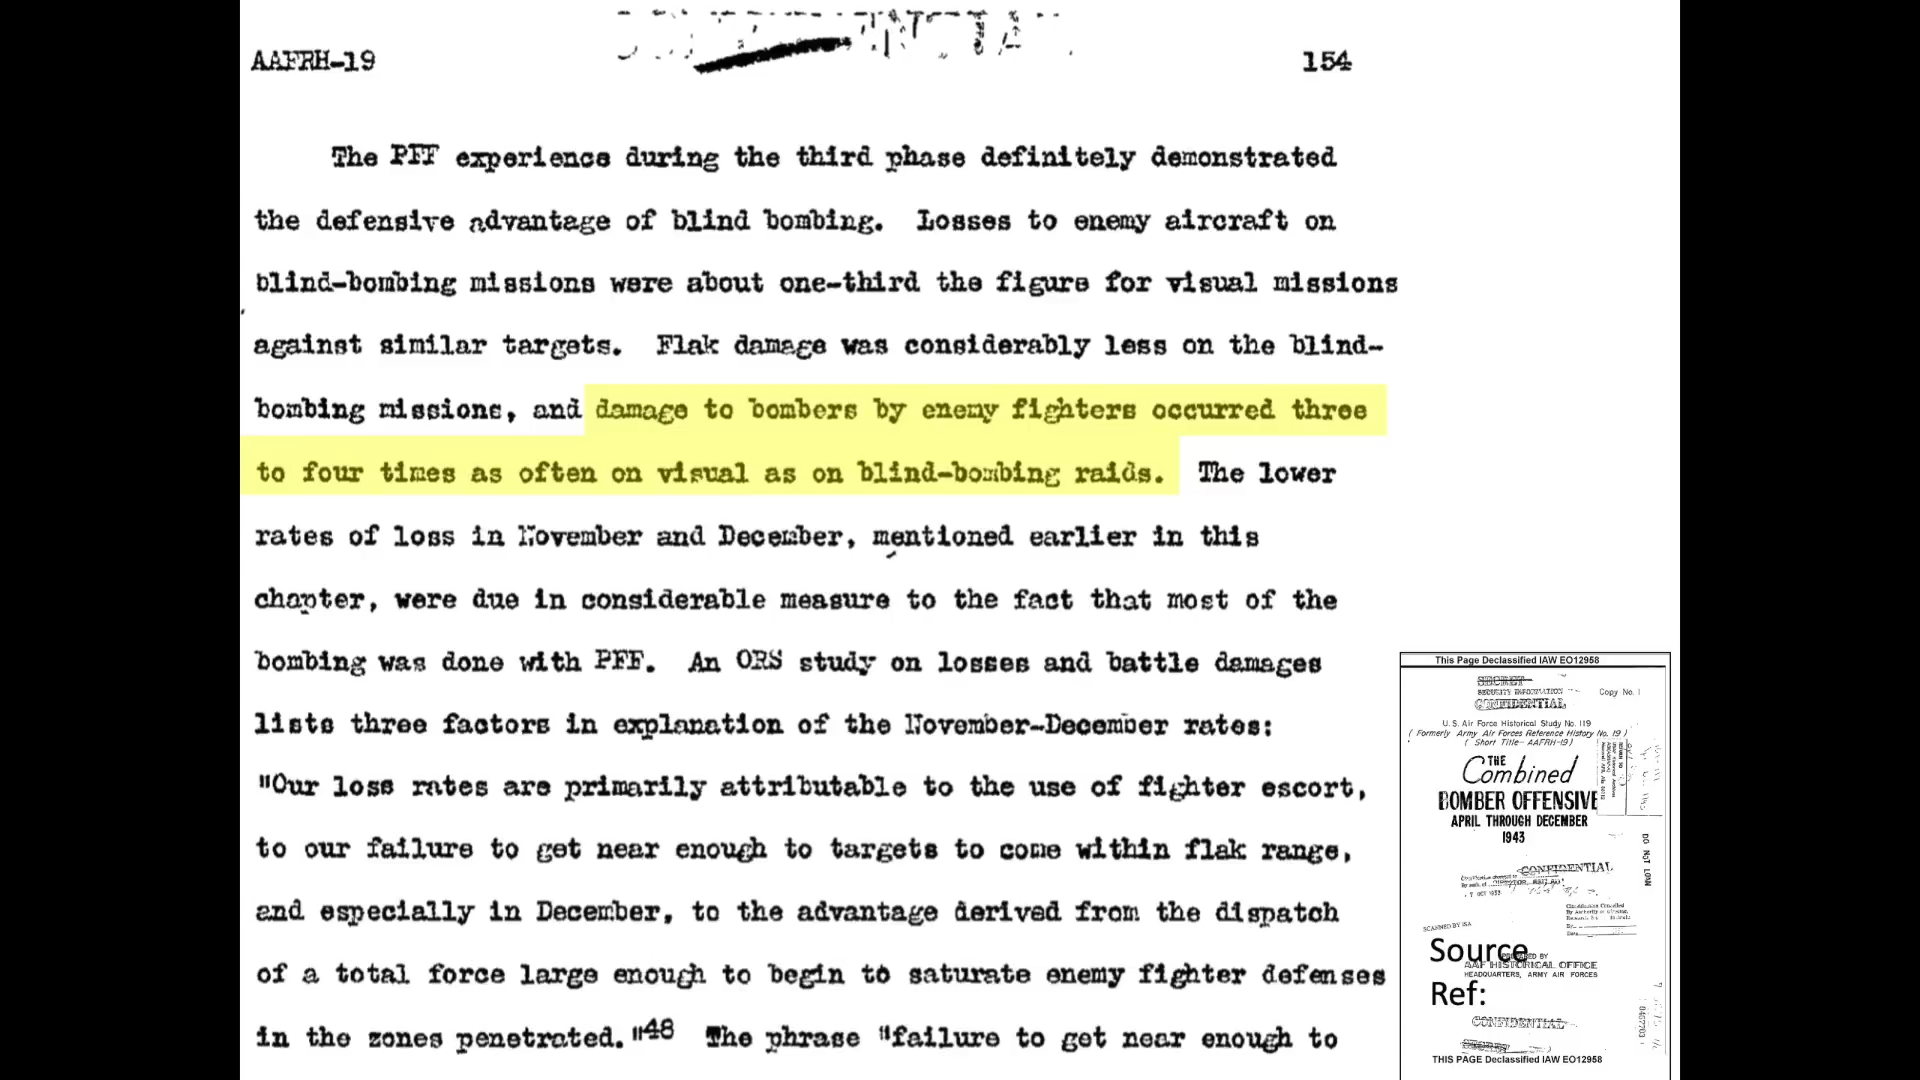 AAFRH-19
154
The PFF experience during the third phase definitely demonstrated
the defensive advantage of blind bombing. Losses to enemy aircraft on
blind-bombing missions were about one-third the figure for visual missions
against similar targets. Flak damage was considerably less on the blind-
bombing missions, and damage to bombers by enemy fighters occurred three
to four times as often on visual as on blind-bombing raids. The lower
rates of loss in November and December, mentioned earlier in this
chapter, were due in considerable measure to the fact that most of the
bombing was done with PFF. An ORS study on losses and battle damages
lists three factors in explanation of the November-December rates:
"Our loss rates are primarily attributable to the use of fighter escort,
to our failure to get near enough to targets to come within flak range,
and especially in December, to the advantage derived from the dispatch
of a total force large enough to begin to saturate enemy fighter defenses
in the zones penetrated."48 The phrase "failure to get near enough to
This Page Declassified IAW EO12958
SECRET
SECURITY INFORMATION
Copy No. 1
CONFIDENTIAL
U.S. Air Force Historical Study No. 119
( Formerly Army Air Forces Reference History No. 19 )
( Short Title- AAFRH-19 )
THE
Combined
BOMBER OFFENSIVE
APRIL THROUGH DECEMBER
1943
DO NOT LOAN
CONFIDENTIAL
SCANNED BY ISA
Source
PREPARED BY
AAF HISTORICAL OFFICE
HEADQUARTERS, ARMY AIR FORCES
Ref:
CONFIDENTIAL
THIS PAGE Declassified IAW EO12958